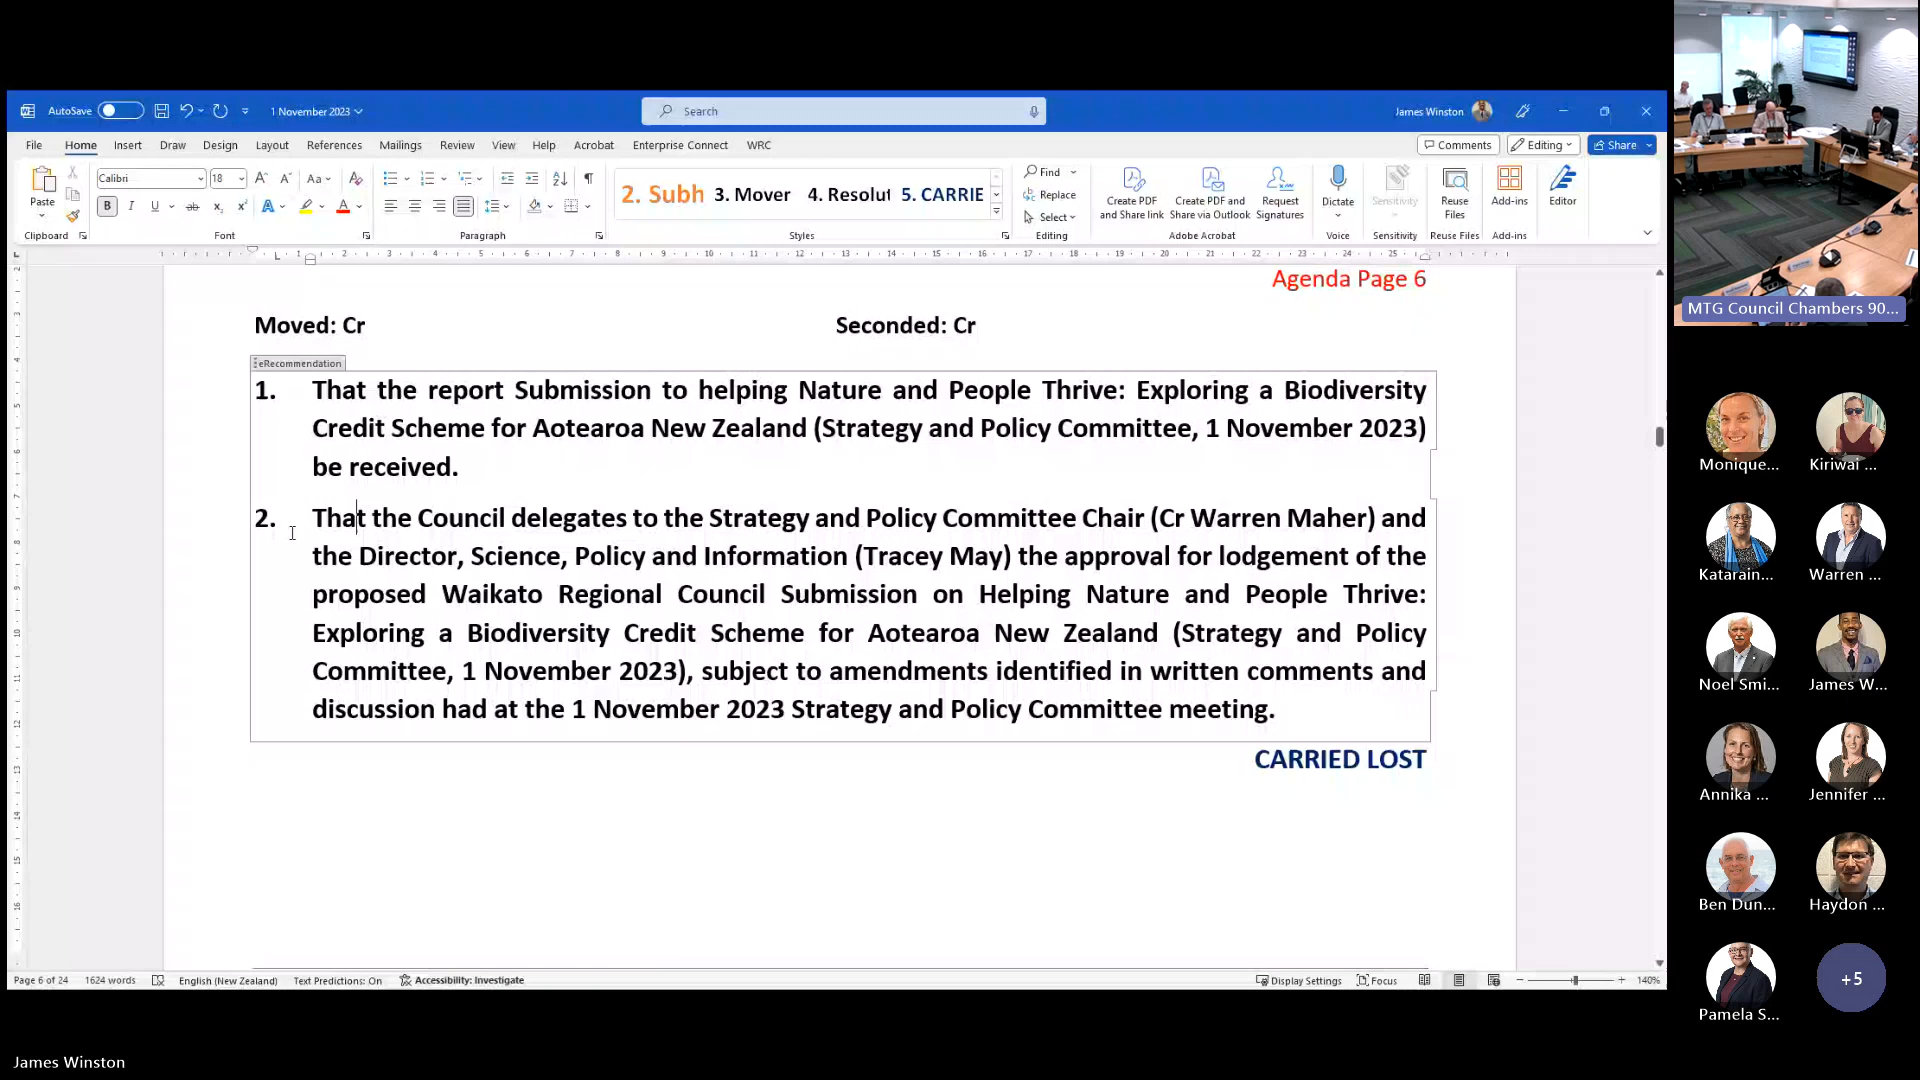 AutoSave
1 November 2023
Search
James Winston
File Home Insert Draw Design Layout References Mailings Review View Help Acrobat Enterprise Connect WRC
Comments Editing Share
Paste
Clipboard
Calibri 18
Font
Paragraph
2. Subh 3. Mover 4. Resolut 5. CARRIE
Styles
Find
Replace
Select
Editing
Create PDF and Share link
Create PDF and Share via Outlook
Request Signatures
Adobe Acrobat
Dictate
Voice
Sensitivity
Sensitivity
Reuse Files
Reuse Files
Add-ins
Add-ins
Editor
Agenda Page 6
Moved: Cr Seconded: Cr
eRecommendation
1. That the report Submission to helping Nature and People Thrive: Exploring a Biodiversity
Credit Scheme for Aotearoa New Zealand (Strategy and Policy Committee, 1 November 2023)
be received.
2. That the Council delegates to the Strategy and Policy Committee Chair (Cr Warren Maher) and
the Director, Science, Policy and Information (Tracey May) the approval for lodgement of the
proposed Waikato Regional Council Submission on Helping Nature and People Thrive:
Exploring a Biodiversity Credit Scheme for Aotearoa New Zealand (Strategy and Policy
Committee, 1 November 2023), subject to amendments identified in written comments and
discussion had at the 1 November 2023 Strategy and Policy Committee meeting.
CARRIED LOST
Page 6 of 24 1624 words English (New Zealand) Text Predictions: On Accessibility: Investigate
Display Settings Focus 140%
James Winston
MTG Council Chambers 90...
Monique... Kiriwai ...
Katarain... Warren ...
Noel Smi... James W...
Annika ... Jennifer ...
Ben Dun... Haydon ...
Pamela S... +5